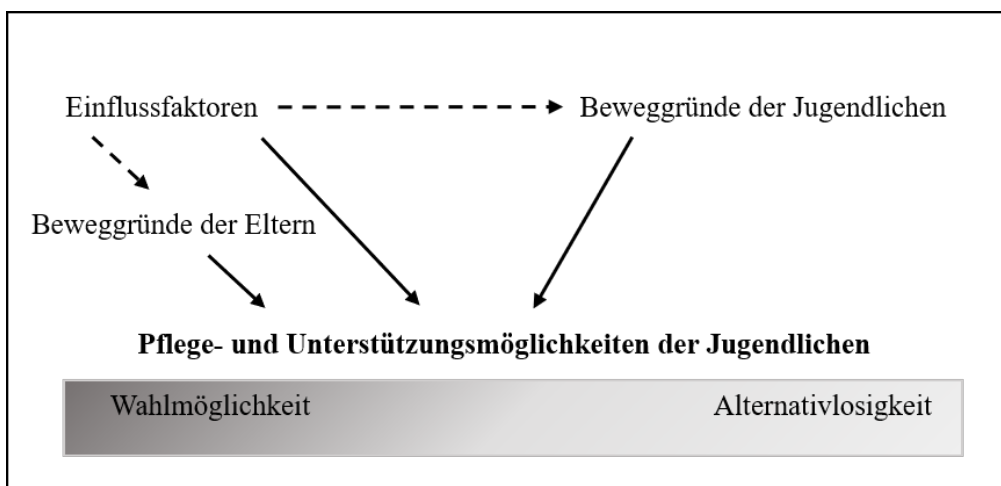 Einflussfaktoren
Beweggründe der Jugendlichen
Beweggründe der Eltern
Pflege- und Unterstützungsmöglichkeiten der Jugendlichen
Wahlmöglichkeit
Alternativlosigkeit